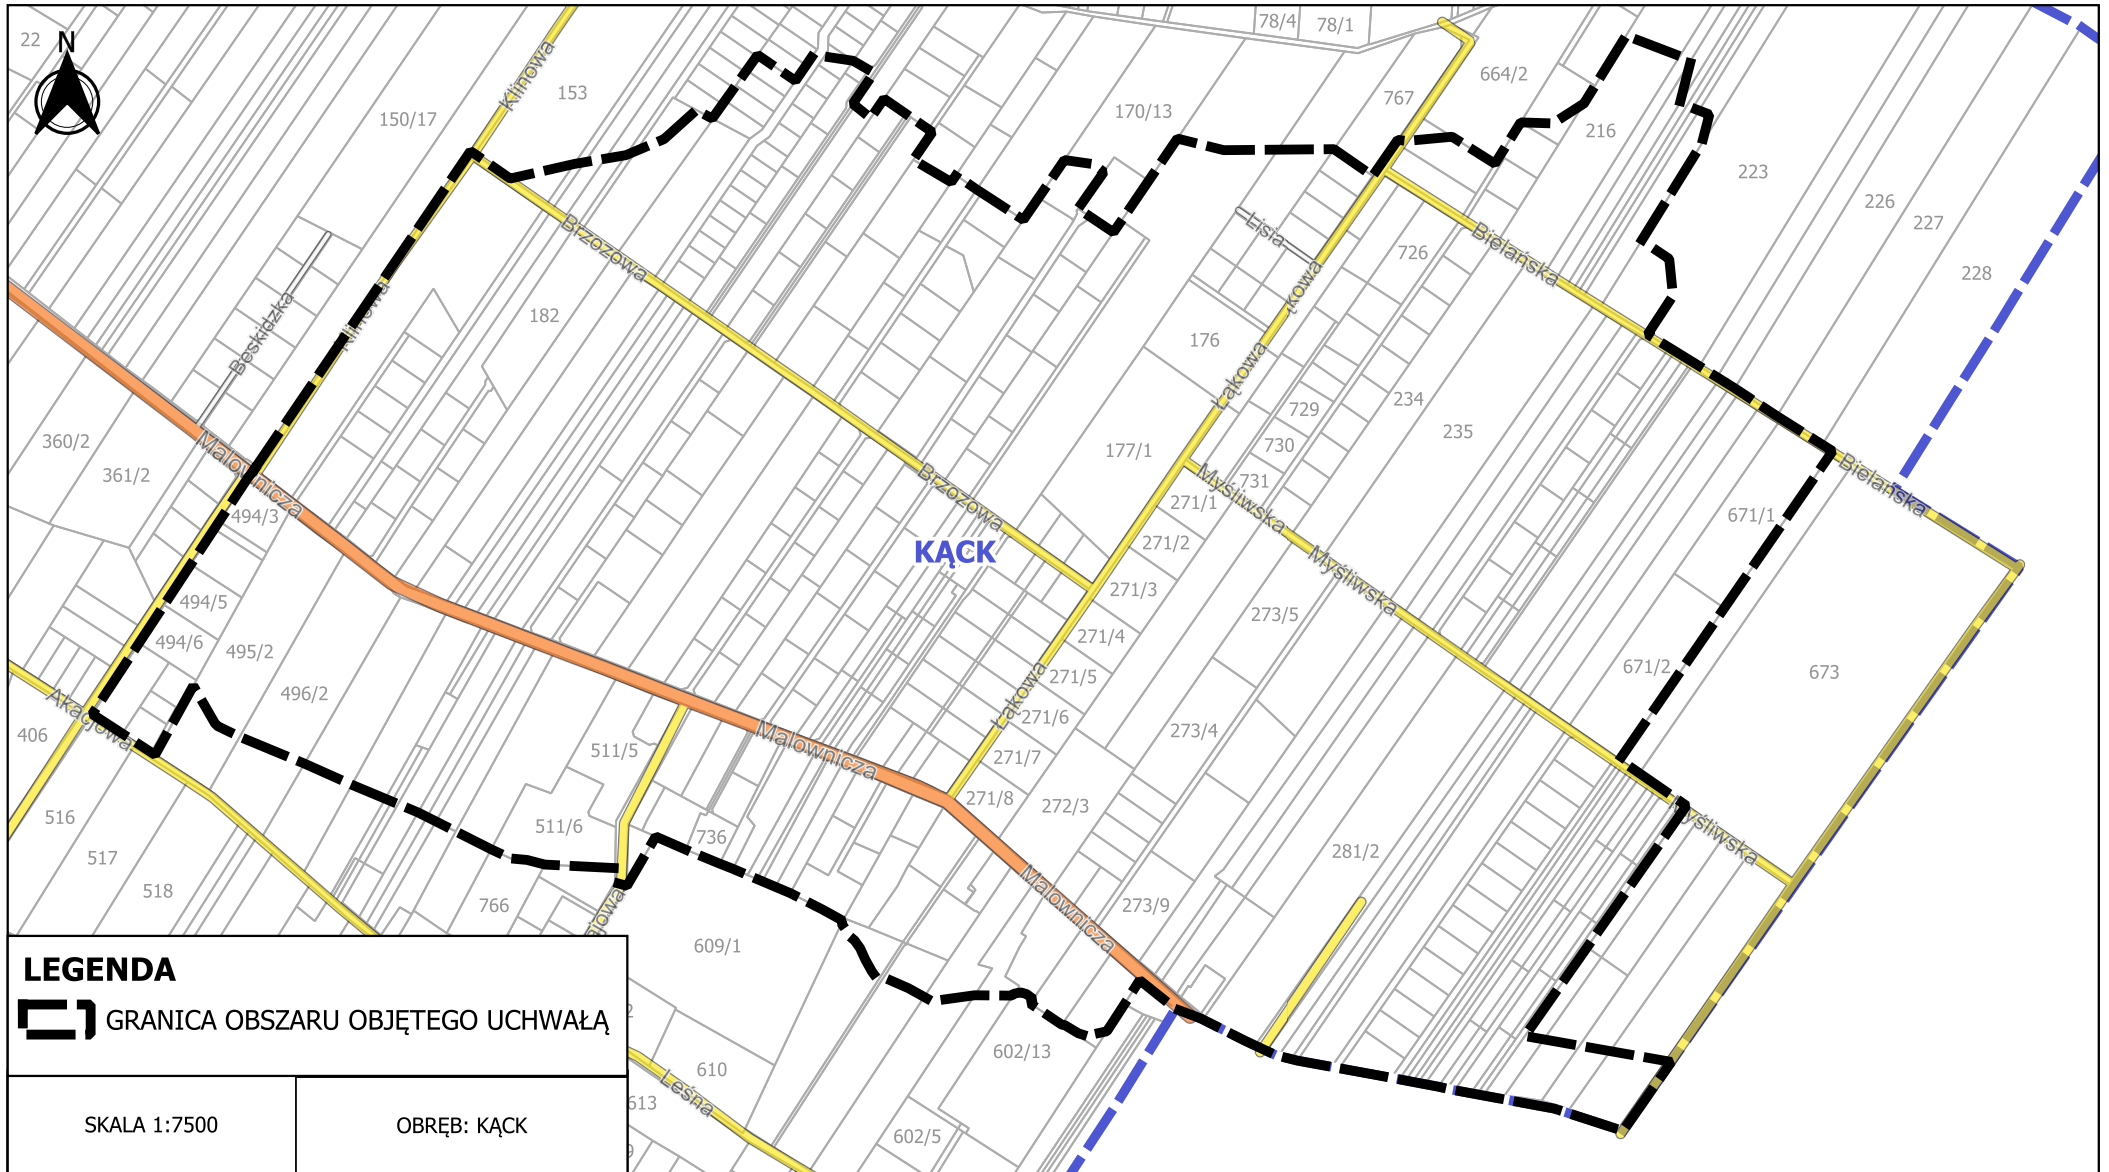 22
N
78/4
78/1
Klinowa
153
150/17
170/13
767
664/2
216
223
226
227
228
Brzozowa
Lisia
726
Bielańska
Beskidzka
Klinowa
182
kowa
176
Łąkowa
234
729
235
730
731
360/2
361/2
Malownicza
177/1
Myśliwska
271/1
Brzozowa
Bielańska
494/3
671/1
KĄCK
271/2
Myśliwska
271/3
494/5
273/5
494/6
495/2
271/4
496/2
271/5
671/2
673
Akacjowa
406
Łąkowa
271/6
511/5
Malownicza
273/4
271/7
516
511/6
736
271/8
272/3
yśliwska
517
518
281/2
766
ajowa
609/1
Malownicza
273/9
LEGENDA
GRANICA OBSZARU OBJĘTEGO UCHWAŁĄ
602/13
610
Leśna
613
SKALA 1:7500
OBRĘB: KĄCK
602/5